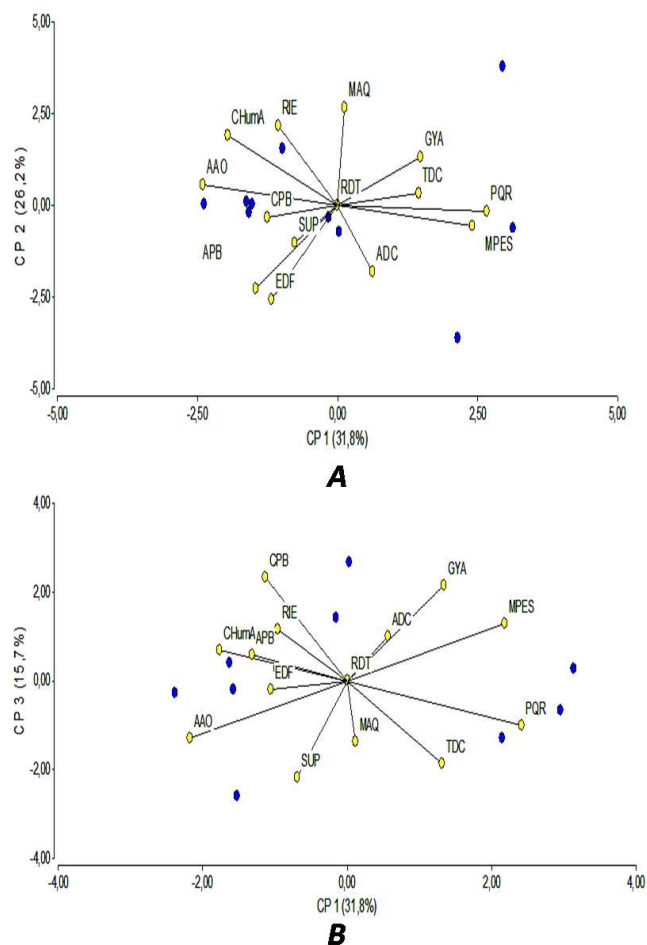 5,00
MAQ
RIE
CHumA
2,50
GYA
AAO
TDC
RDT
PQR
CPB
0,00
SUP
MPES
ADC
APB
EDF
-2,50
-5,00
CP 2 (26,2%)
-5,00 -2,50 0,00 2,50 5,00
CP 1 (31,8%)
A
4,00
CPB
GYA
2,00
RIE
MPES
ADC
CHumA
APB
RDT
EDF
0,00
AAO
PQR
MAQ
TDC
SUP
-2,00
-4,00
CP 3 (15,7%)
-4,00 -2,00 0,00 2,00 4,00
CP 1 (31,8%)
B